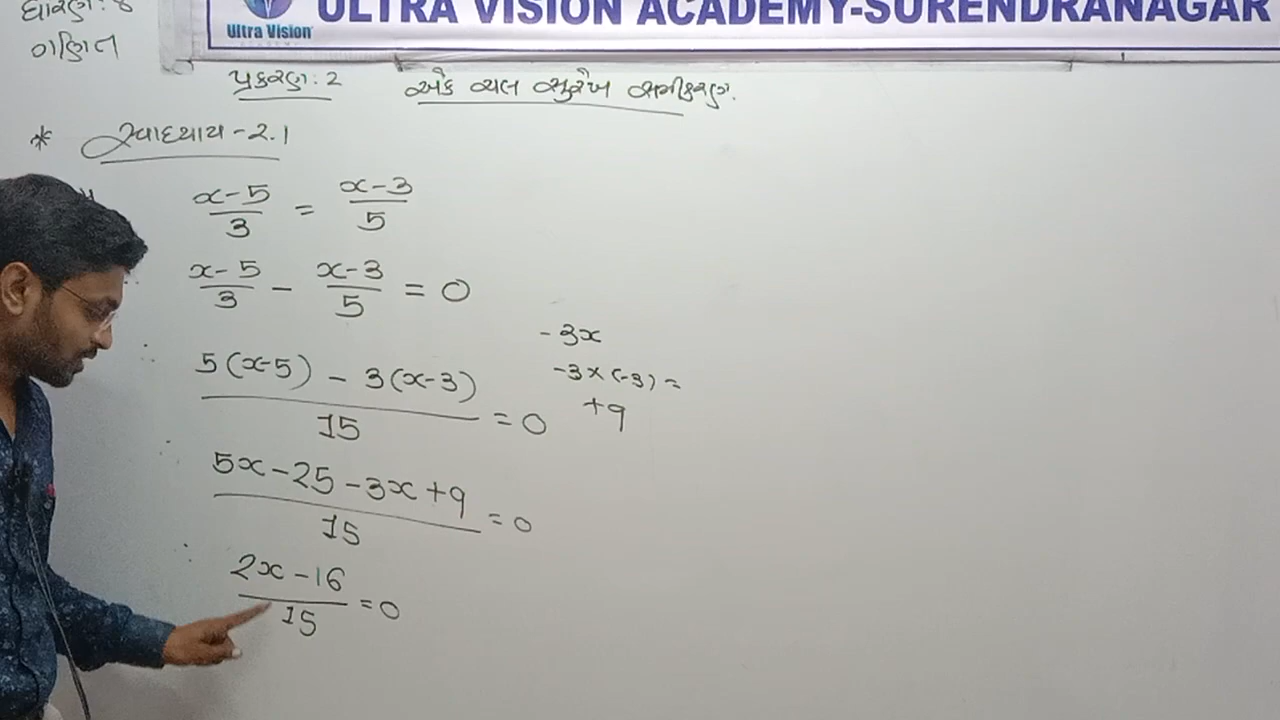 ધોરણ: ૪
ગણિત
ULTRA VISION ACADEMY-SURENDRANAGAR
Ultra Vision
ACADEMY
પ્રકરણ: 2 એક ચલ સુરેખ સમીકરણ.
* સ્વાધ્યાય - 2.1
x-5/3 = x-3/5
x-5/3 - x-3/5 = 0
5(x-5) - 3(x-3)/15 = 0
-3x
-3×(-3) =
+9
5x-25-3x+9/15 = 0
2x-16/15 = 0